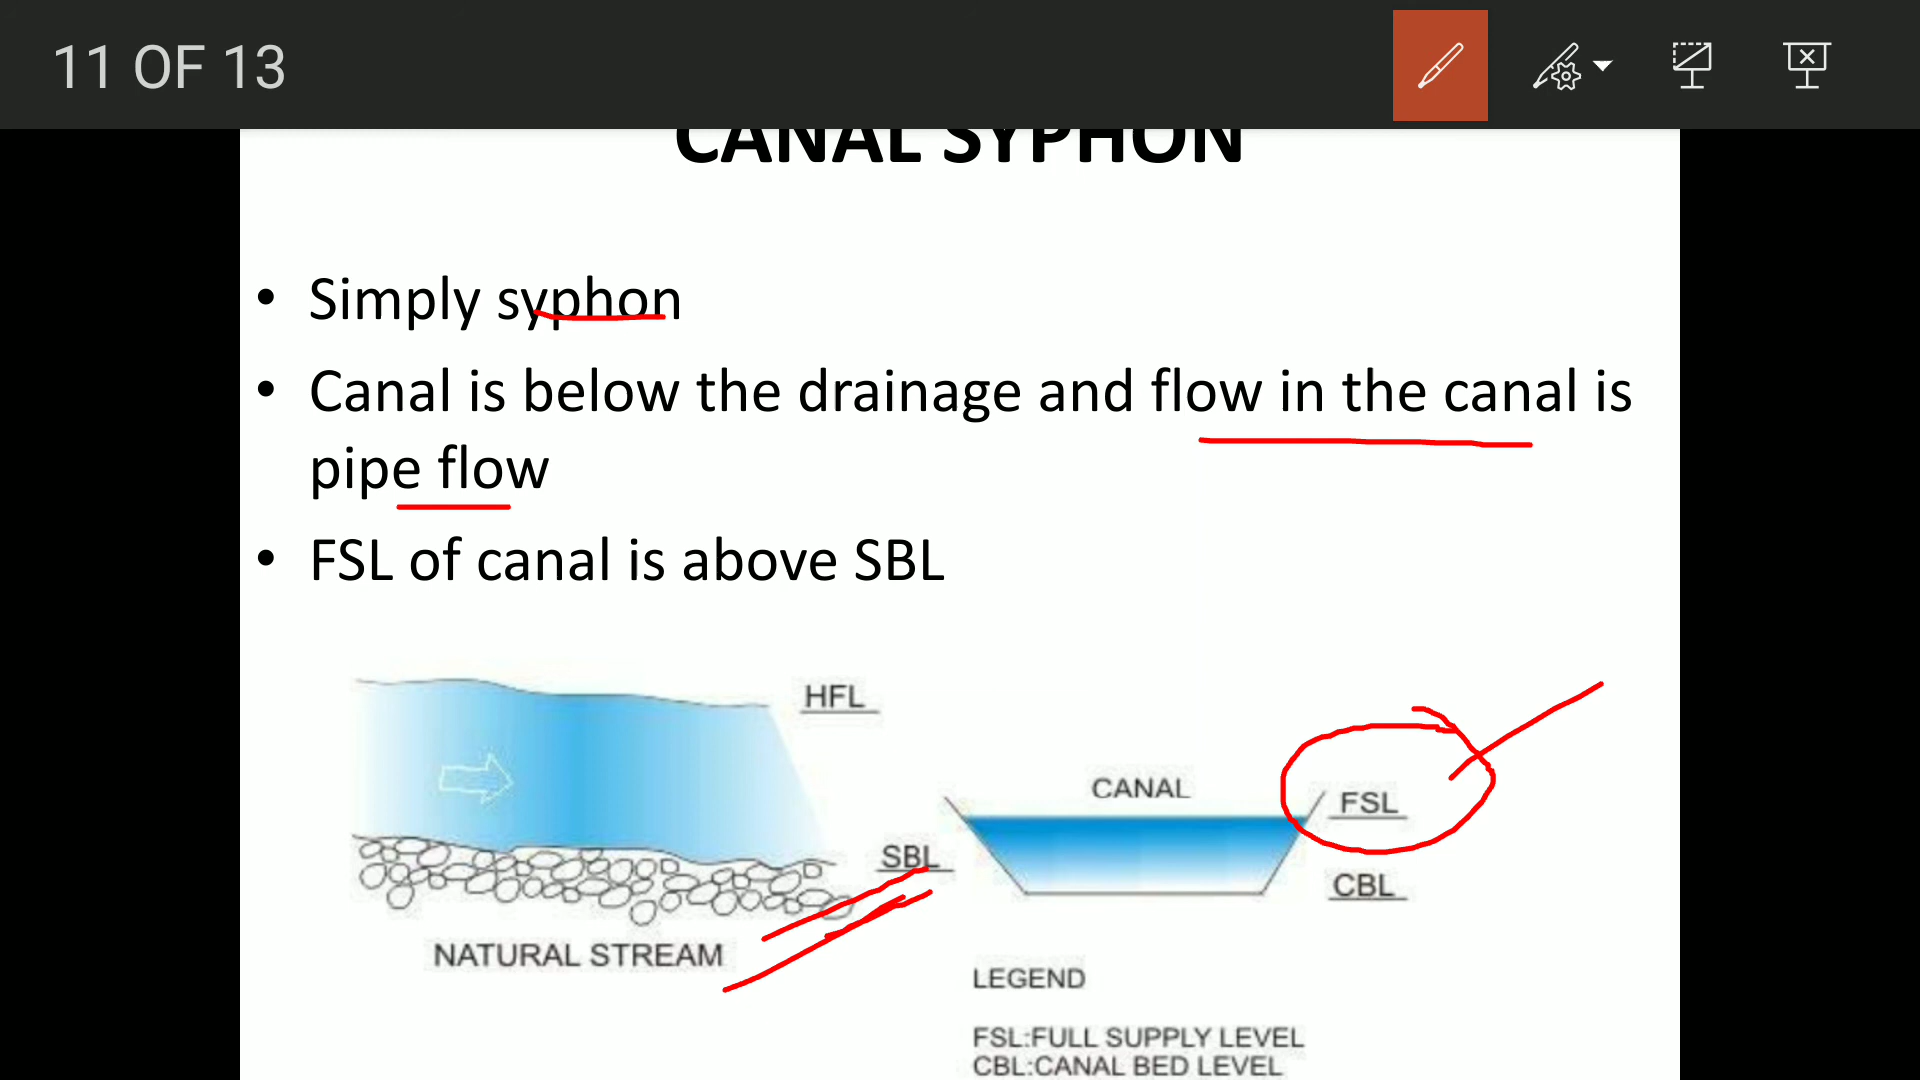 11 OF 13
CANAL SYPHON
• Simply syphon
• Canal is below the drainage and flow in the canal is
pipe flow
• FSL of canal is above SBL
HFL
CANAL
FSL
SBL
CBL
NATURAL STREAM
LEGEND
FSL:FULL SUPPLY LEVEL
CBL:CANAL BED LEVEL